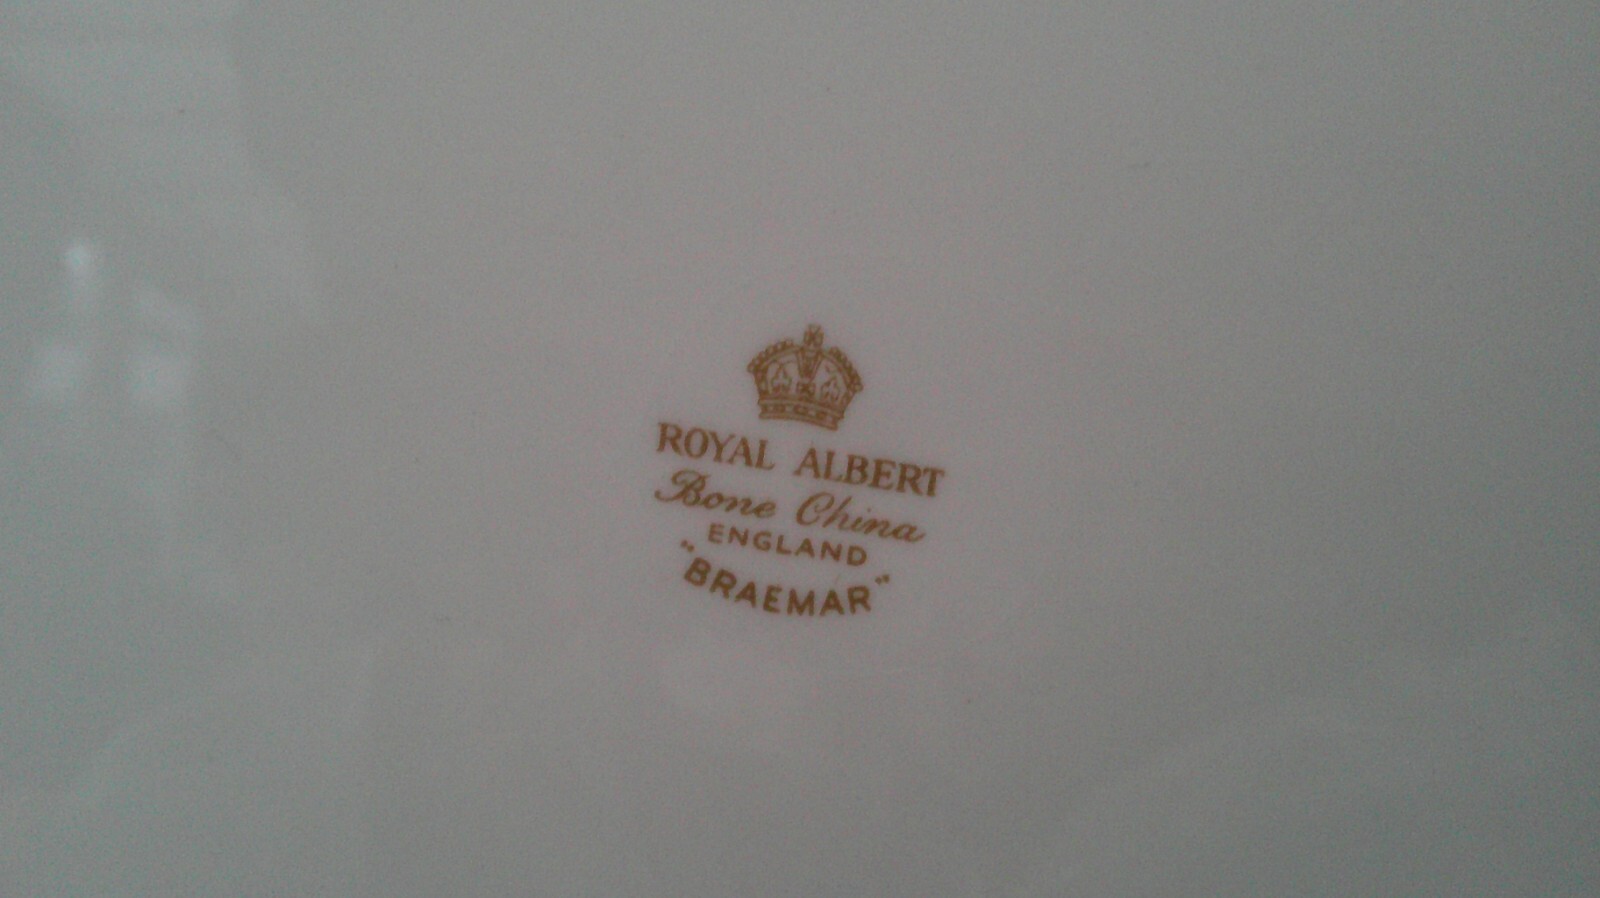 ROYAL ALBERT
Bone China
ENGLAND
"BRAEMAR"